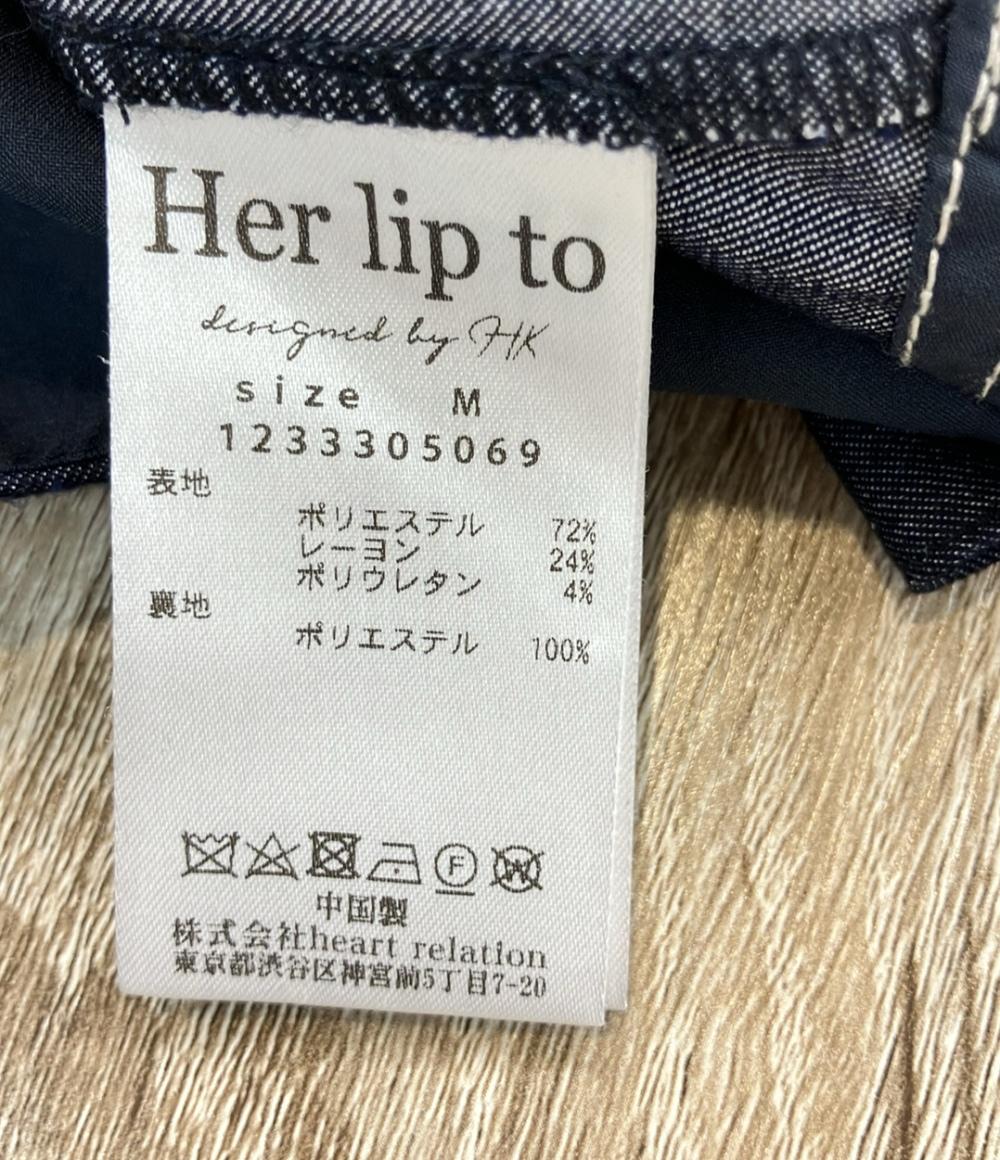 Her lip to
designed by HK
size M
1233305069
表地
ポリエステル 72%
レーヨン 24%
ポリウレタン 4%
裏地
ポリエステル 100%
F W
中国製
株式会社heart relation
東京都渋谷区神宮前5丁目7-20